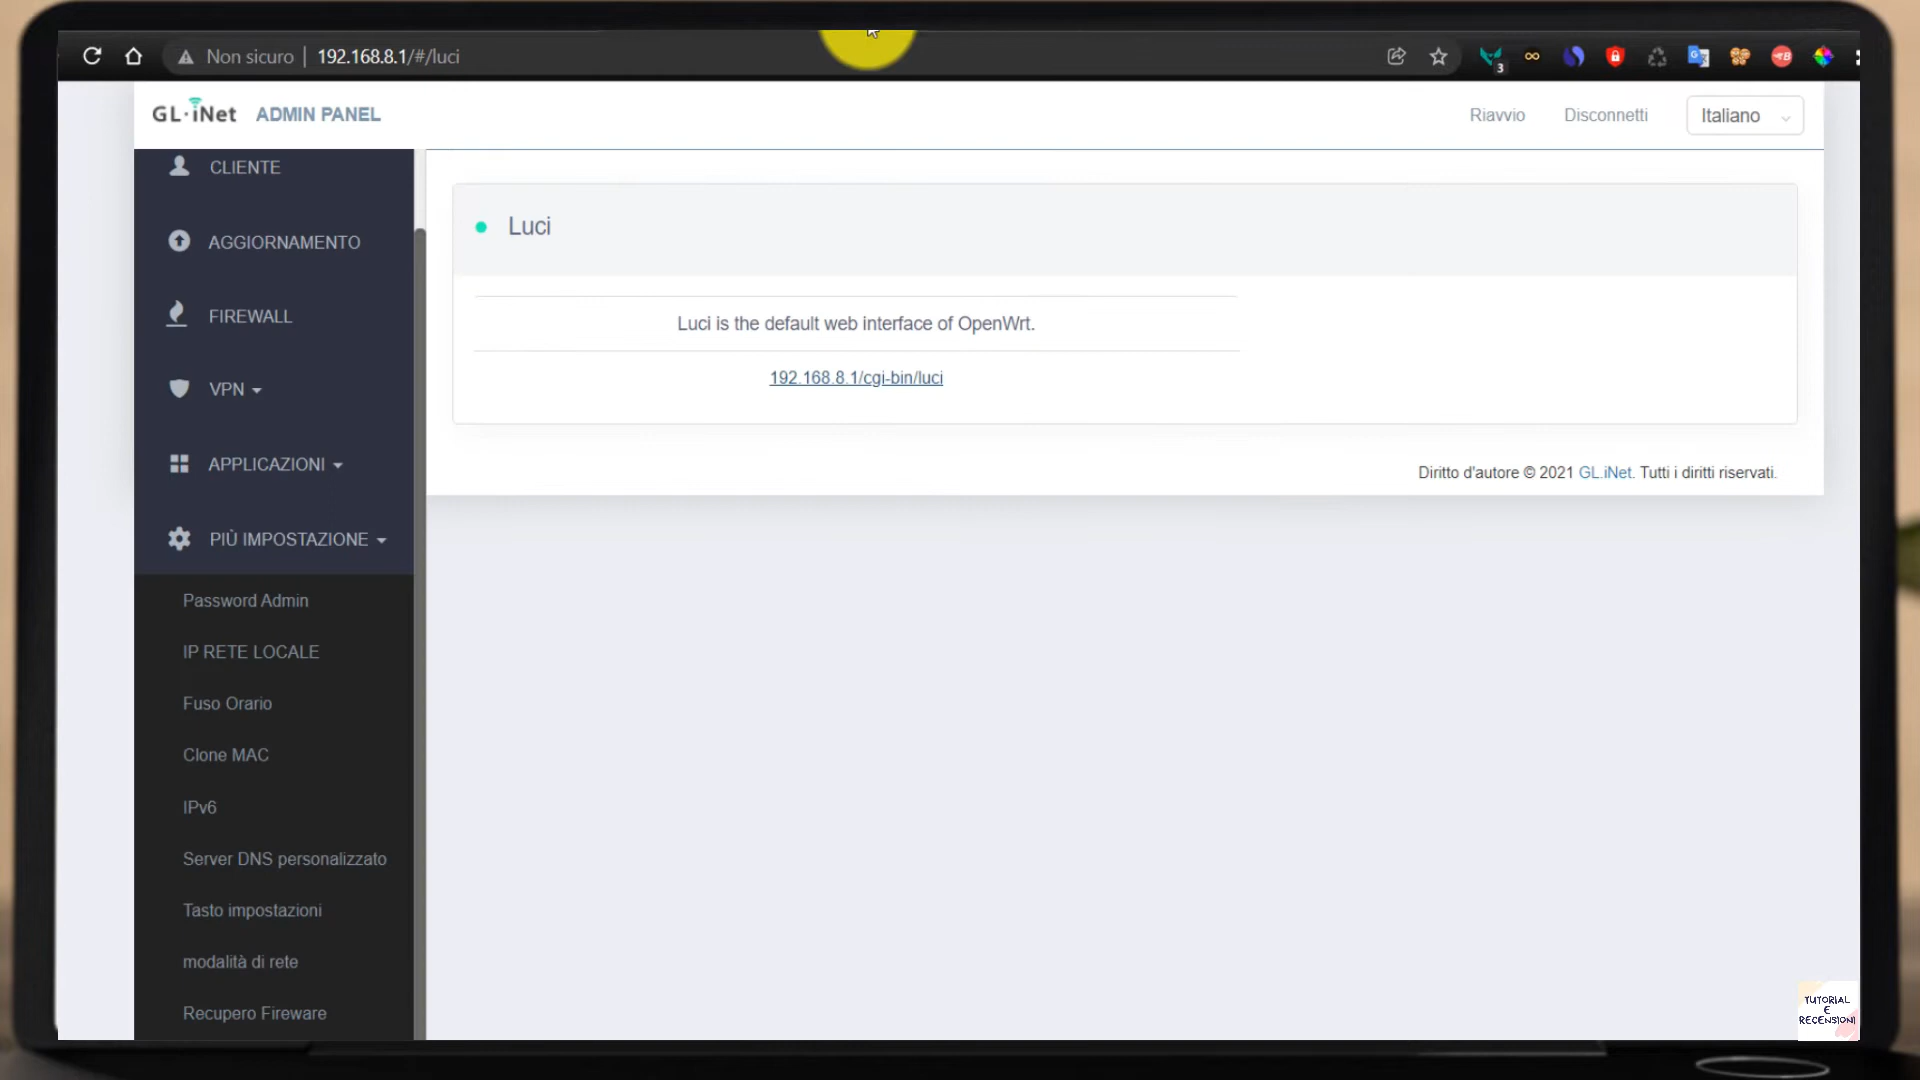 Non sicuro | 192.168.8.1/#/luci
3
GL·iNet ADMIN PANEL
Riavvio
Disconnetti
Italiano
CLIENTE
AGGIORNAMENTO
FIREWALL
VPN
APPLICAZIONI
PIÙ IMPOSTAZIONE
Password Admin
IP RETE LOCALE
Fuso Orario
Clone MAC
IPv6
Server DNS personalizzato
Tasto impostazioni
modalità di rete
Recupero Fireware
Luci
Luci is the default web interface of OpenWrt.
192.168.8.1/cgi-bin/luci
Diritto d'autore © 2021 GL.iNet. Tutti i diritti riservati.
TUTORIAL
E
RECENSIONI